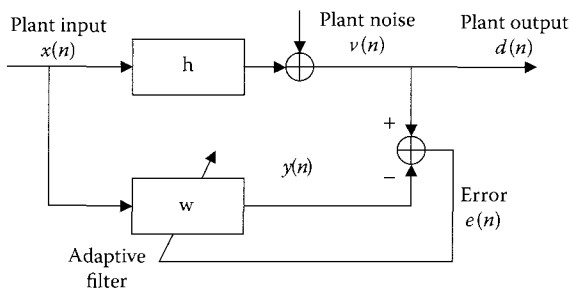 Plant input
x(n)
h
Plant noise
v(n)
Plant output
d(n)
+
−
w
y(n)
Error
e(n)
Adaptive
filter